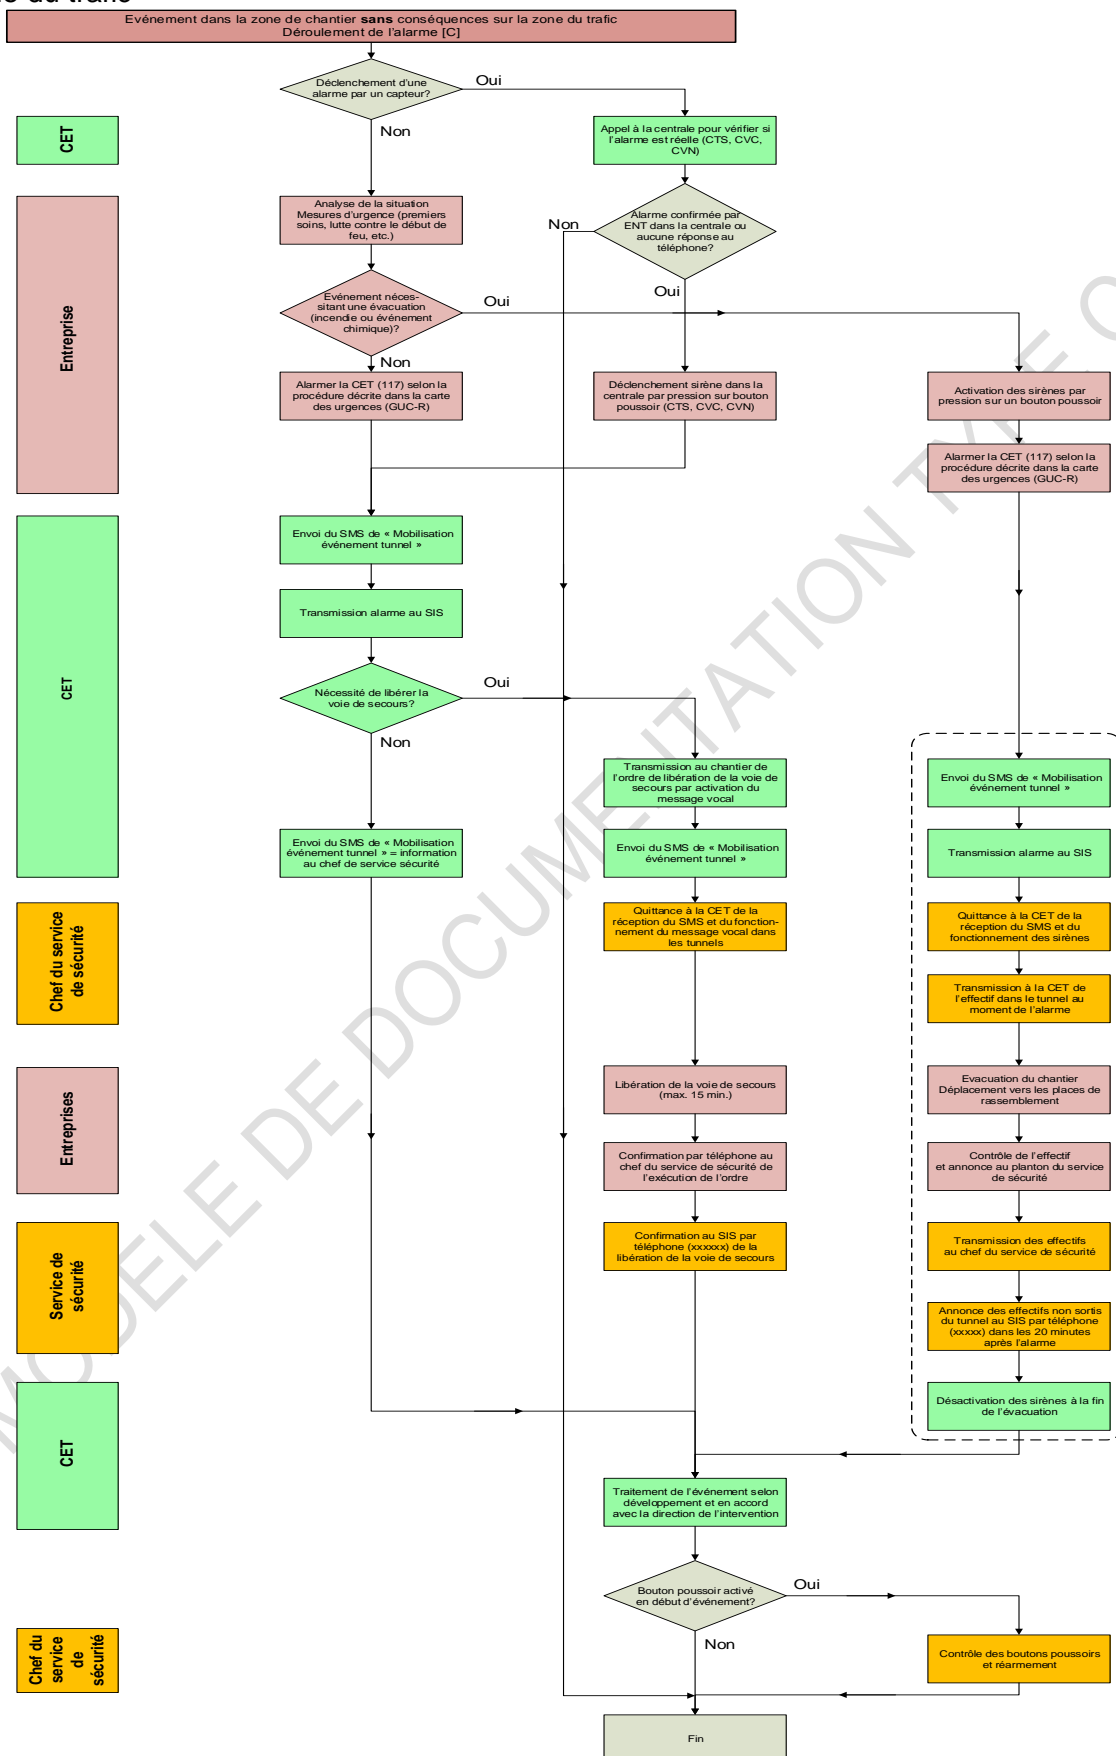 Evénement dans la zone de chantier sans conséquences sur la zone du trafic
Déroulement de l'alarme [C]
Déclenchement d'une
alarme par un capteur?
Oui
Non
CET
Appel à la centrale pour vérifier si
l'alarme est réelle (CTS, CVC,
CVN)
Entreprise
Analyse de la situation
Mesures d'urgence (premiers
soins, lutte contre le début de
feu, etc.)
Non
Alarme confirmée par
ENT dans la centrale ou
aucune réponse au
téléphone?
Oui
Evénement néces-
sitant une évacuation
(incendie ou événement
chimique)?
Oui
Non
Alarmer la CET (117) selon la
procédure décrite dans la carte
des urgences (GUC-R)
Déclenchement sirène dans la
centrale par pression sur bouton
poussoir (CTS, CVC, CVN)
Activation des sirènes par
pression sur un bouton poussoir
Alarmer la CET (117) selon la
procédure décrite dans la carte
des urgences (GUC-R)
CET
Envoi du SMS de « Mobilisation
événement tunnel »
Transmission alarme au SIS
Nécessité de libérer la
voie de secours?
Oui
Non
Transmission au chantier de
l'ordre de libération de la voie de
secours par activation du
message vocal
Envoi du SMS de « Mobilisation
événement tunnel »
Envoi du SMS de « Mobilisation
événement tunnel » = information
au chef de service sécurité
Envoi du SMS de « Mobilisation
événement tunnel »
Transmission alarme au SIS
Chef du service
de sécurité
Quittance à la CET de la
réception du SMS et du fonction-
nement du message vocal dans
les tunnels
Quittance à la CET de la
réception du SMS et du
fonctionnement des sirènes
Transmission à la CET de
l'effectif dans le tunnel au
moment de l'alarme
Entreprises
Libération de la voie de secours
(max. 15 min.)
Evacuation du chantier
Déplacement vers les places de
rassemblement
Confirmation par téléphone au
chef du service de sécurité de
l'exécution de l'ordre
Contrôle de l'effectif
et annonce au planton du service
de sécurité
Service de
sécurité
Confirmation au SIS par
téléphone (xxxxxx) de la
libération de la voie de secours
Transmission des effectifs
au chef du service de sécurité
Annonce des effectifs non sortis
du tunnel au SIS par téléphone
(xxxxx) dans les 20 minutes
après l'alarme
CET
Désactivation des sirènes à la fin
de l'évacuation
Traitement de l'événement selon
développement et en accord
avec la direction de l'intervention
Bouton poussoir activé
en début d'événement?
Oui
Non
Chef du
service
de
sécurité
Contrôle des boutons poussoirs
et réarmement
Fin
MODELE DE DOCUMENTATION TYPE